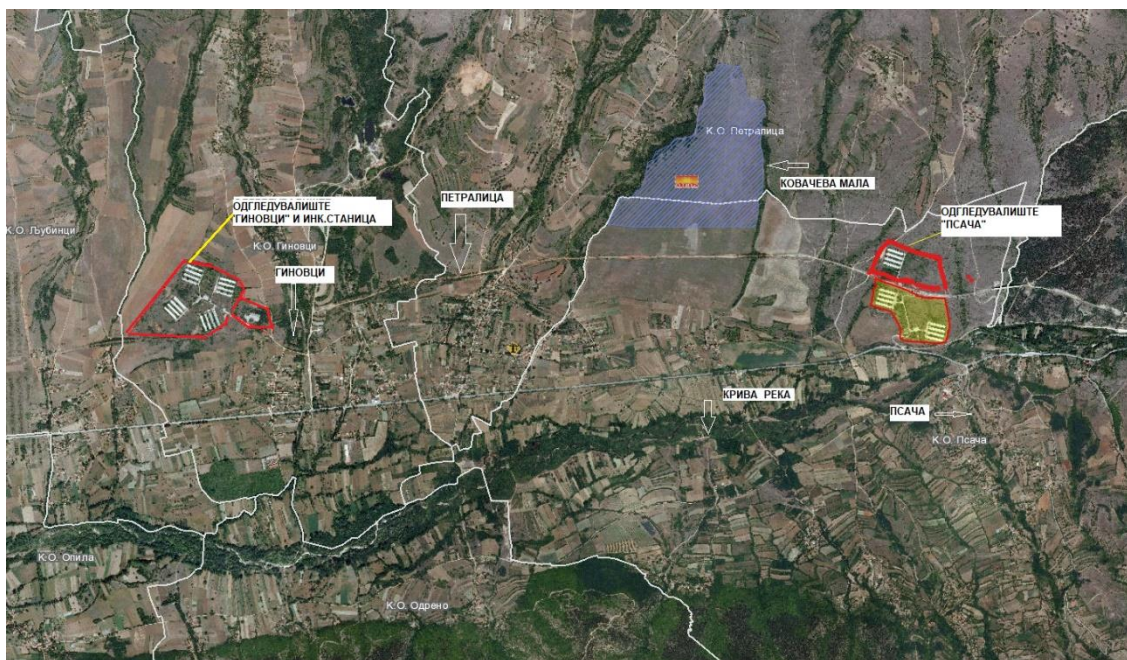 К.О. Петралица
КОВАЧЕВА МАЛА
ПЕТРАЛИЦА
ОДГЛЕДУВАЛИШТЕ
"ГИНОВЦИ" И ИНК.СТАНИЦА
ОДГЛЕДУВАЛИШТЕ
"ПСАЧА"
К.О. Љубинци
К.О. Гиновци
ГИНОВЦИ
КРИВА РЕКА
ПСАЧА
К.О. Псача
К.О. Опила
К.О. Одрено